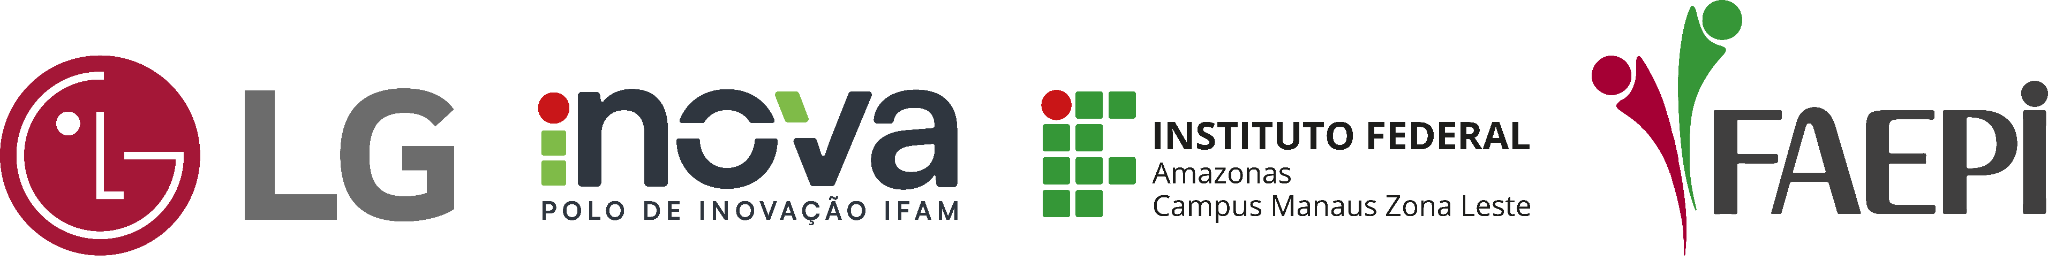 LG
inova
POLO DE INOVAÇÃO IFAM
INSTITUTO FEDERAL
Amazonas
Campus Manaus Zona Leste
FAEPI